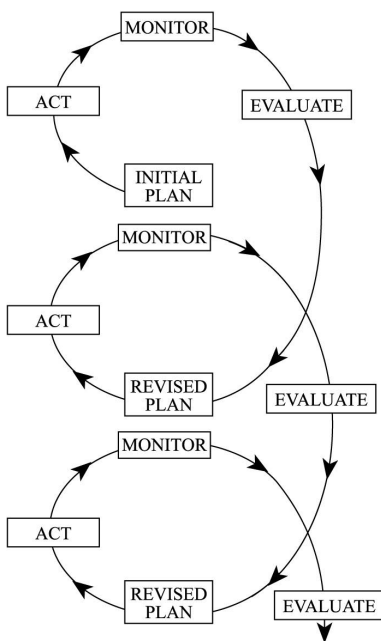 MONITOR
ACT
EVALUATE
INITIAL
PLAN
MONITOR
ACT
REVISED
PLAN
EVALUATE
MONITOR
ACT
REVISED
PLAN
EVALUATE